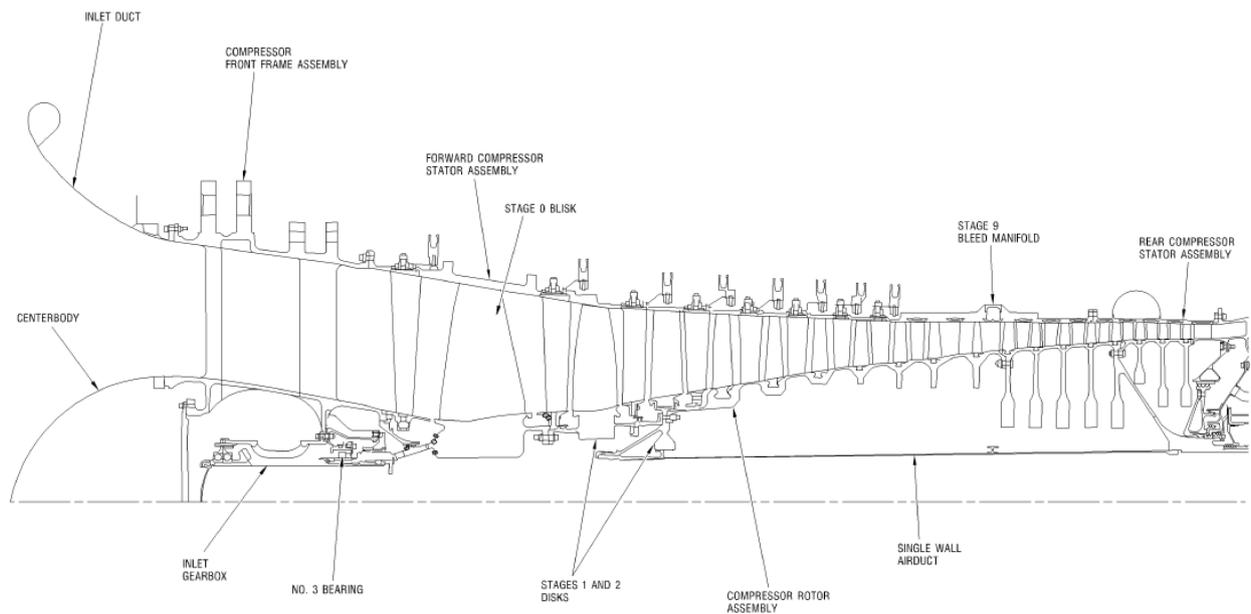 INLET DUCT
COMPRESSOR
FRONT FRAME ASSEMBLY
FORWARD COMPRESSOR
STATOR ASSEMBLY
STAGE 0 BLISK
STAGE 9
BLEED MANIFOLD
REAR COMPRESSOR
STATOR ASSEMBLY
CENTERBODY
INLET
GEARBOX
NO. 3 BEARING
STAGES 1 AND 2
DISKS
COMPRESSOR ROTOR
ASSEMBLY
SINGLE WALL
AIRDUCT